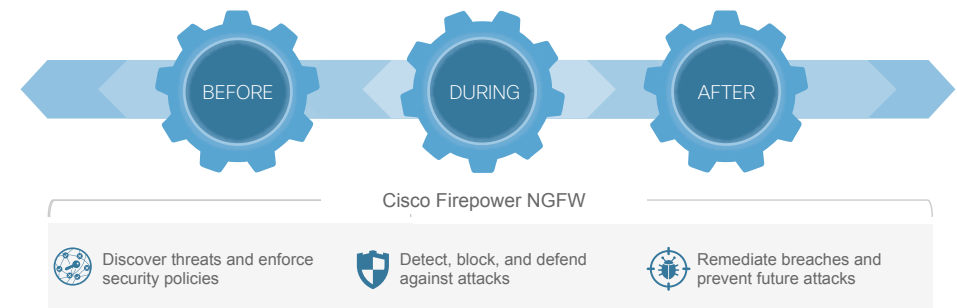 BEFORE
DURING
AFTER
Cisco Firepower NGFW
Discover threats and enforce
security policies
Detect, block, and defend
against attacks
Remediate breaches and
prevent future attacks